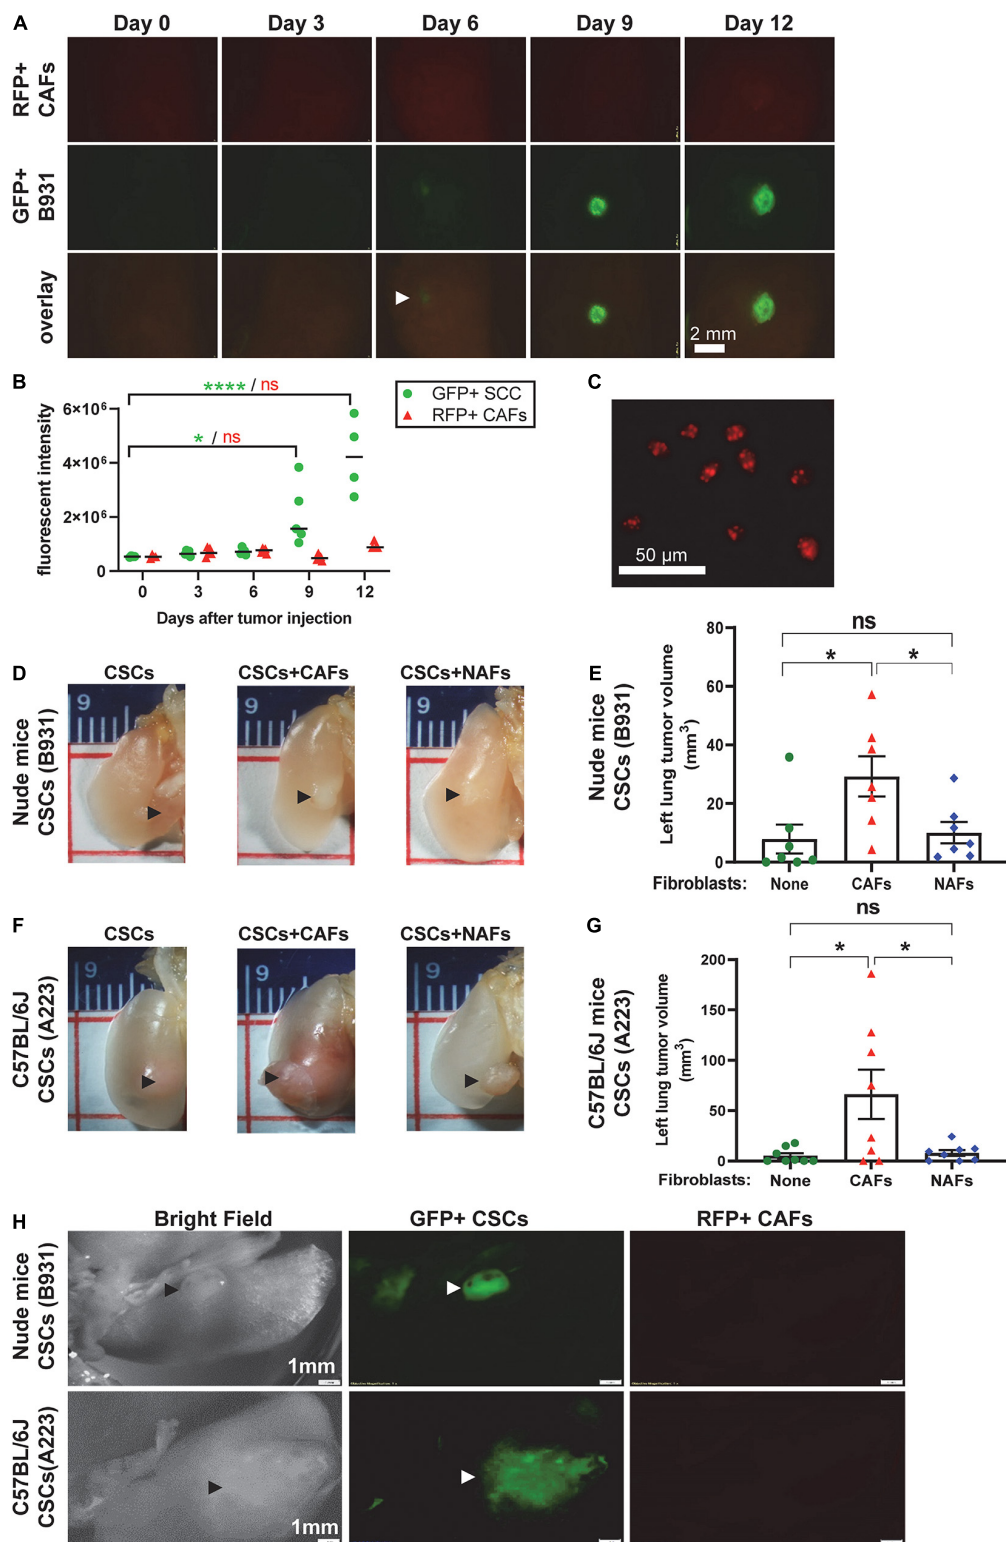 A
Day 0 Day 3 Day 6 Day 9 Day 12
RFP+
CAFs
GFP+
B931
overlay
2 mm
B
C
**** / ns
* / ns
GFP+ SCC
RFP+ CAFs
fluorescent intensity
6×10⁶
4×10⁶
2×10⁶
0
0 3 6 9 12
Days after tumor injection
50 µm
D
CSCs CSCs+CAFs CSCs+NAFs
Nude mice
CSCs (B931)
9 9 9
E
Nude mice
CSCs (B931)
Left lung tumor volume
(mm³)
80
60
40
20
0
ns
* *
Fibroblasts: None CAFs NAFs
F
CSCs CSCs+CAFs CSCs+NAFs
C57BL/6J
CSCs (A223)
9 9 9
G
C57BL/6J mice
CSCs (A223)
Left lung tumor volume
(mm³)
200
150
100
50
0
ns
* *
Fibroblasts: None CAFs NAFs
H
Bright Field GFP+ CSCs RFP+ CAFs
Nude mice
CSCs (B931)
1mm
C57BL/6J
CSCs(A223)
1mm